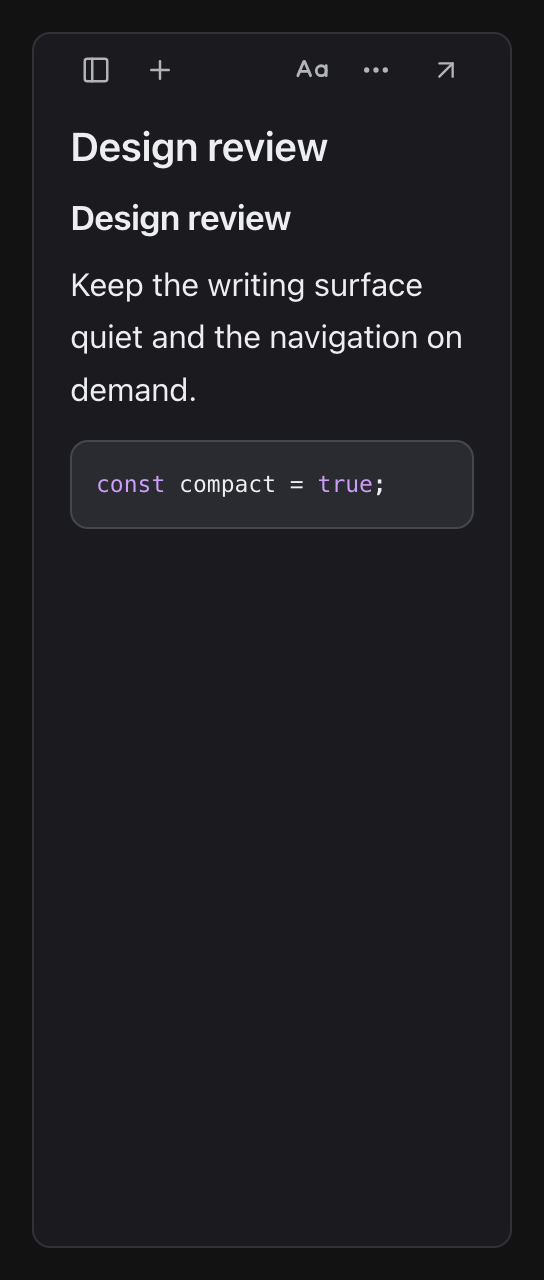 Aa
Design review
Design review
Keep the writing surface
quiet and the navigation on
demand.
const compact = true;